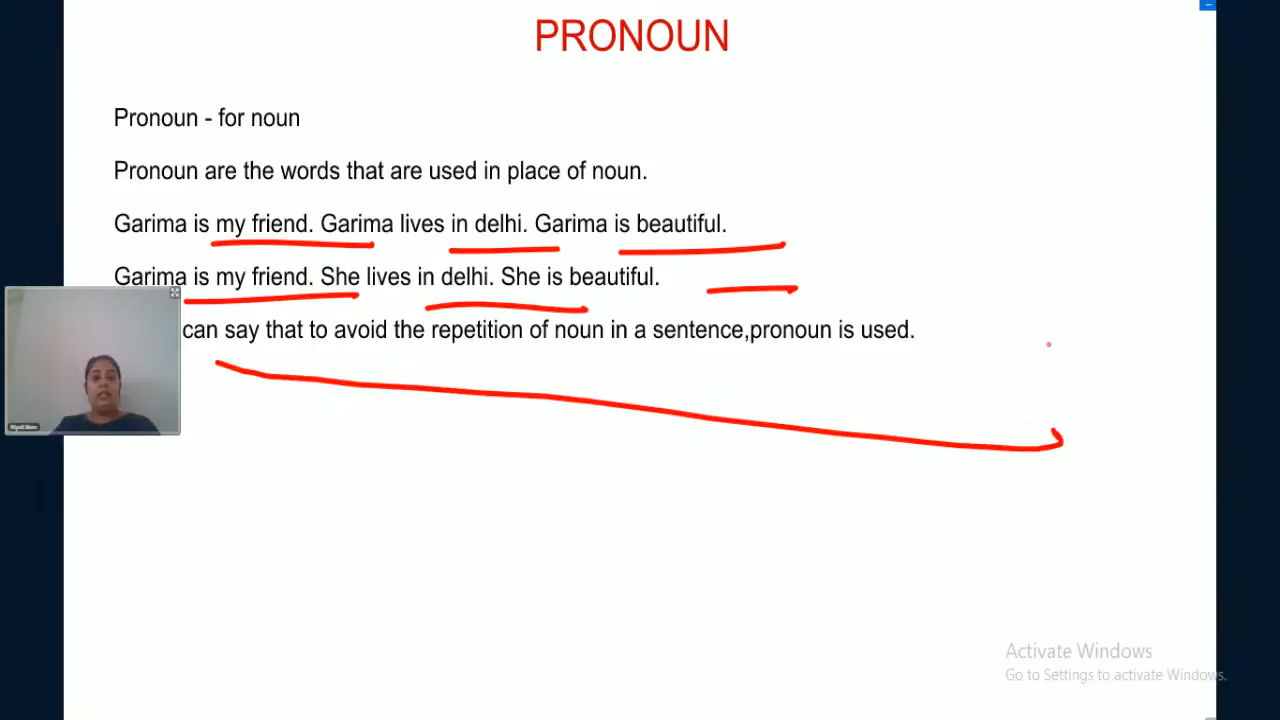 PRONOUN
Pronoun - for noun
Pronoun are the words that are used in place of noun.
Garima is my friend. Garima lives in delhi. Garima is beautiful.
Garima is my friend. She lives in delhi. She is beautiful.
can say that to avoid the repetition of noun in a sentence,pronoun is used.
Activate Windows
Go to Settings to activate Windows.